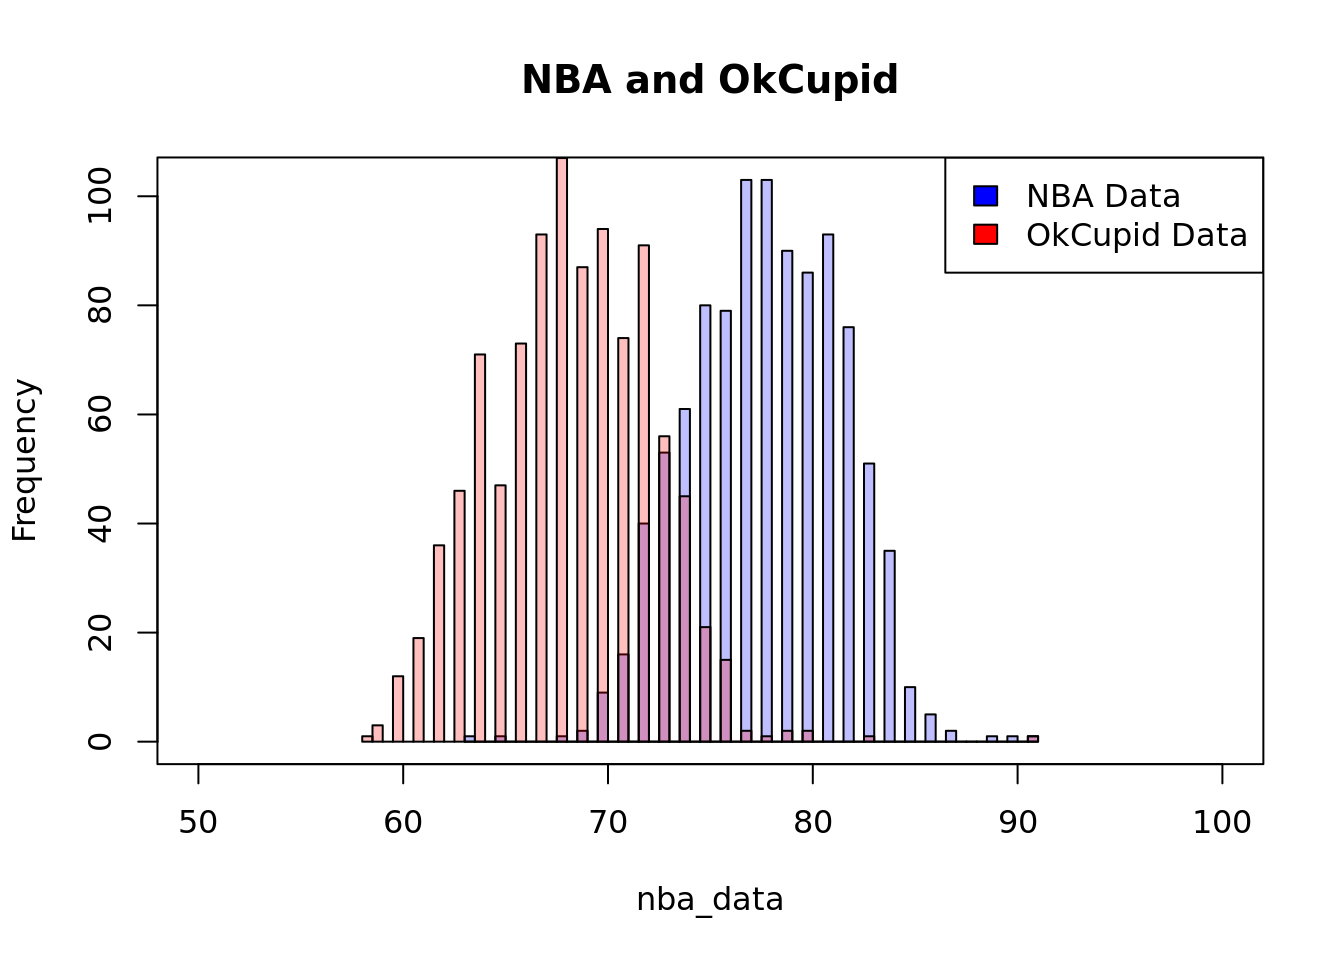 NBA and OkCupid
NBA Data
OkCupid Data
Frequency
100
80
60
40
20
0
50 60 70 80 90 100
nba_data